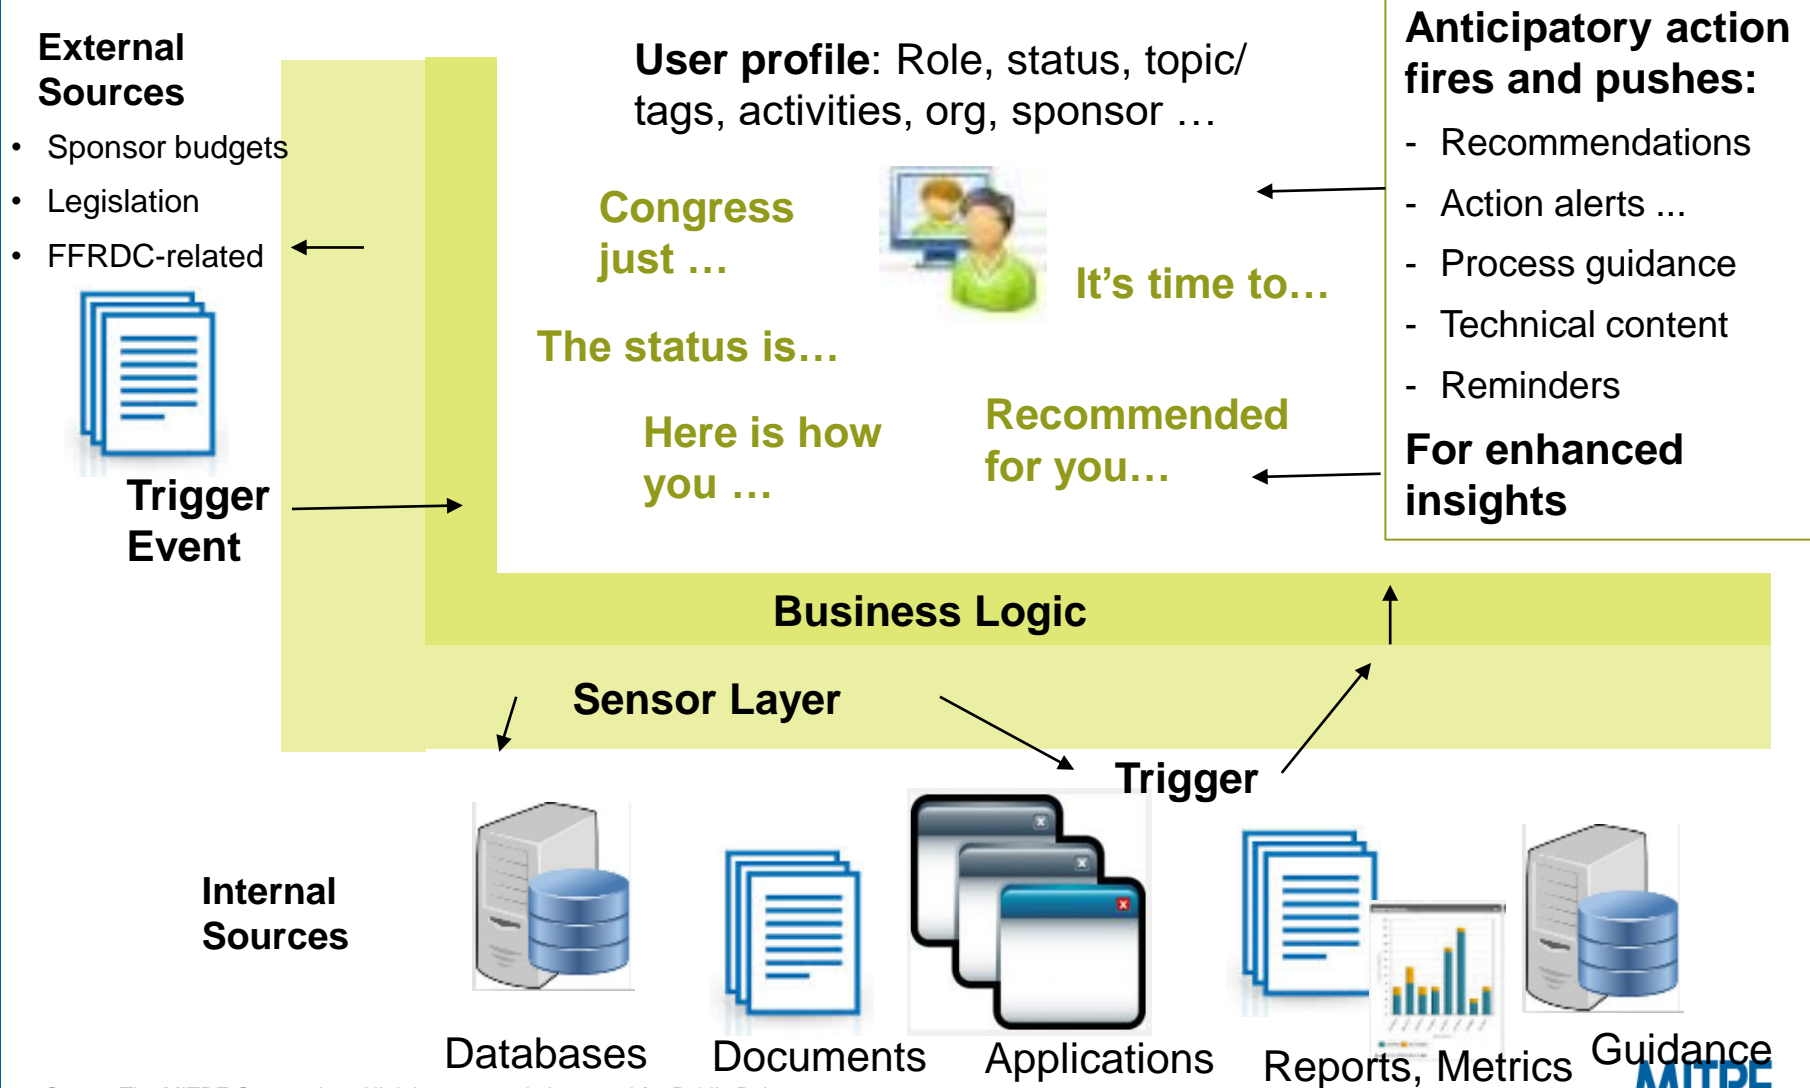 External
Sources
• Sponsor budgets
• Legislation
• FFRDC-related
Trigger
Event
User profile: Role, status, topic/
tags, activities, org, sponsor …
Congress
just …
It's time to…
The status is…
Here is how
you …
Recommended
for you…
Anticipatory action
fires and pushes:
- Recommendations
- Action alerts ...
- Process guidance
- Technical content
- Reminders
For enhanced
insights
Business Logic
Sensor Layer
Trigger
Internal
Sources
Databases
Documents
Applications
Reports, Metrics
Guidance
MITRE